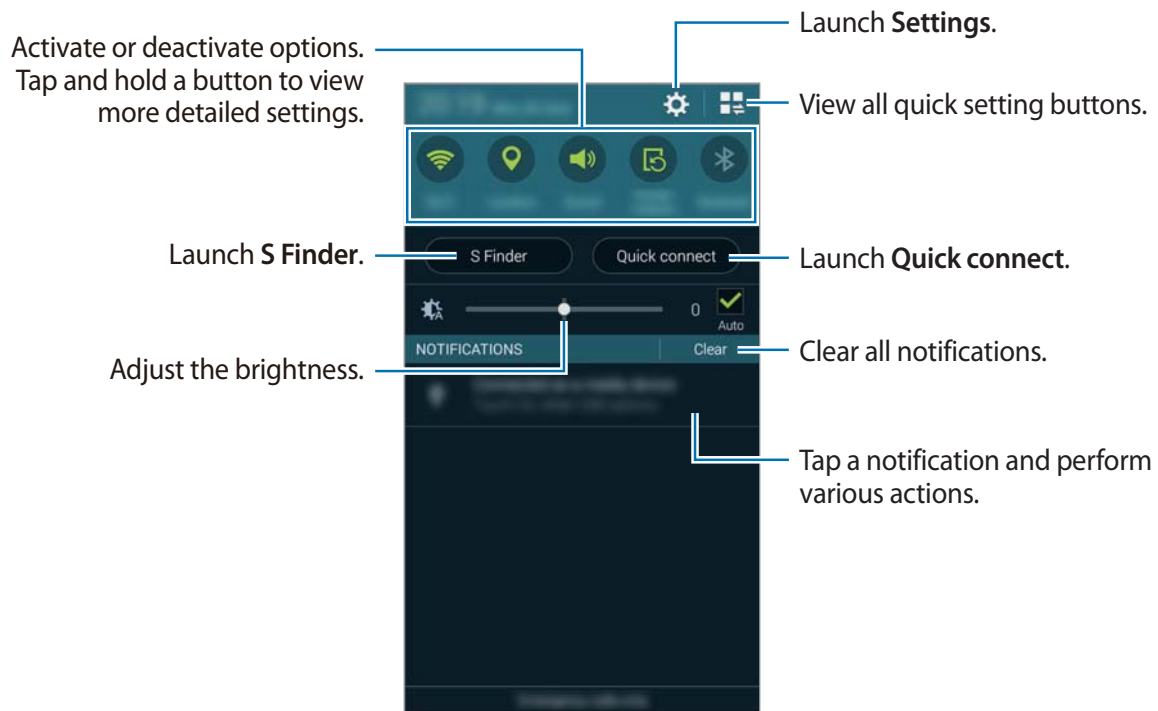 Launch Settings.
Activate or deactivate options.
Tap and hold a button to view
more detailed settings.
View all quick setting buttons.
Launch S Finder.
S Finder
Quick connect
Launch Quick connect.
0
Auto
NOTIFICATIONS
Clear
Clear all notifications.
Adjust the brightness.
Tap a notification and perform
various actions.